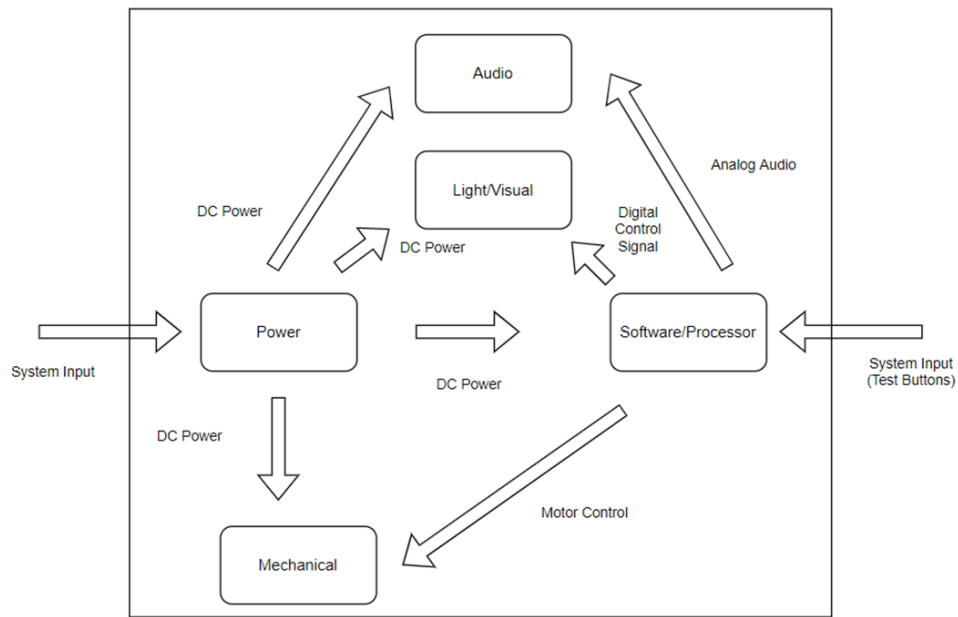 Audio
Analog Audio
Light/Visual
DC Power
Digital
Control
Signal
DC Power
Power
Software/Processor
System Input
System Input
(Test Buttons)
DC Power
DC Power
Motor Control
Mechanical